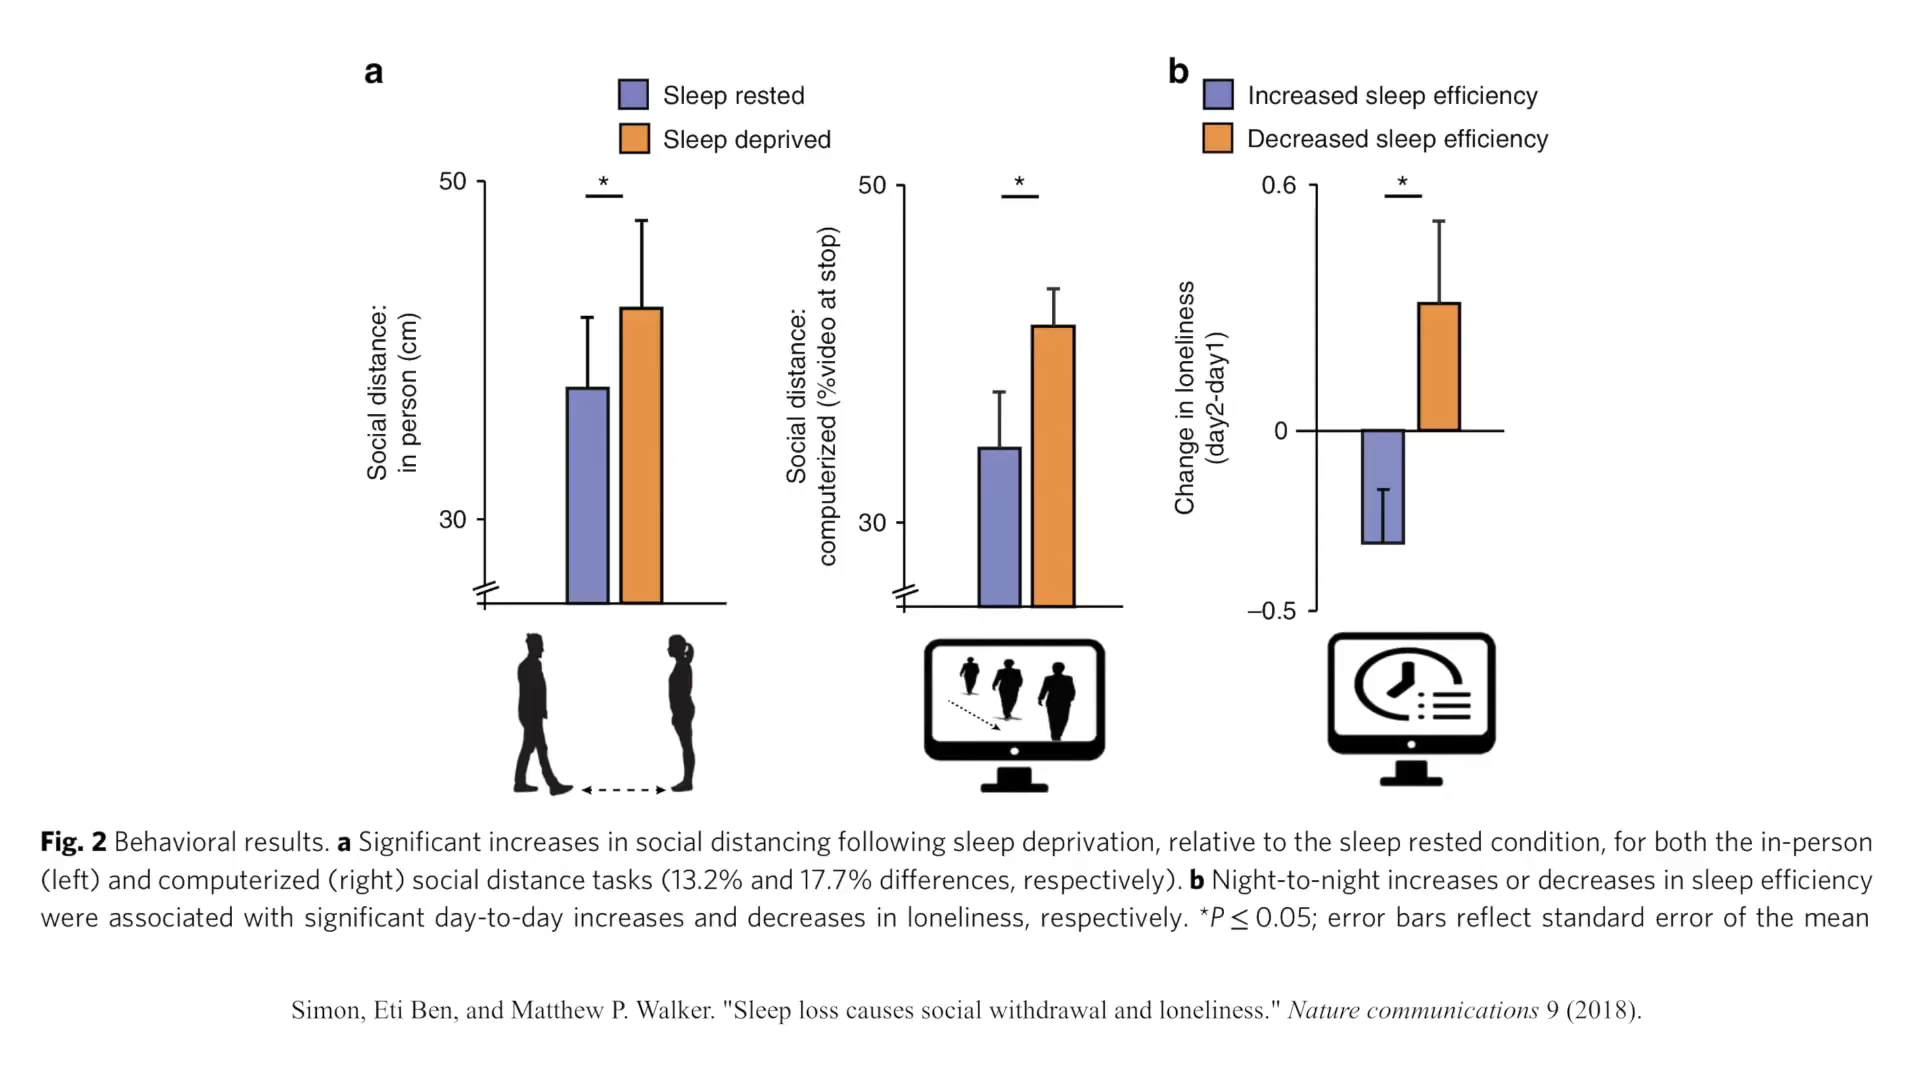 a
Sleep rested
Sleep deprived
50
30
Social distance:
in person (cm)
*
50
30
Social distance:
computerized (%video at stop)
*
b
Increased sleep efficiency
Decreased sleep efficiency
0.6
0
–0.5
Change in loneliness
(day2-day1)
*
Fig. 2 Behavioral results. a Significant increases in social distancing following sleep deprivation, relative to the sleep rested condition, for both the in-person
(left) and computerized (right) social distance tasks (13.2% and 17.7% differences, respectively). b Night-to-night increases or decreases in sleep efficiency
were associated with significant day-to-day increases and decreases in loneliness, respectively. *P ≤ 0.05; error bars reflect standard error of the mean
Simon, Eti Ben, and Matthew P. Walker. "Sleep loss causes social withdrawal and loneliness." Nature communications 9 (2018).